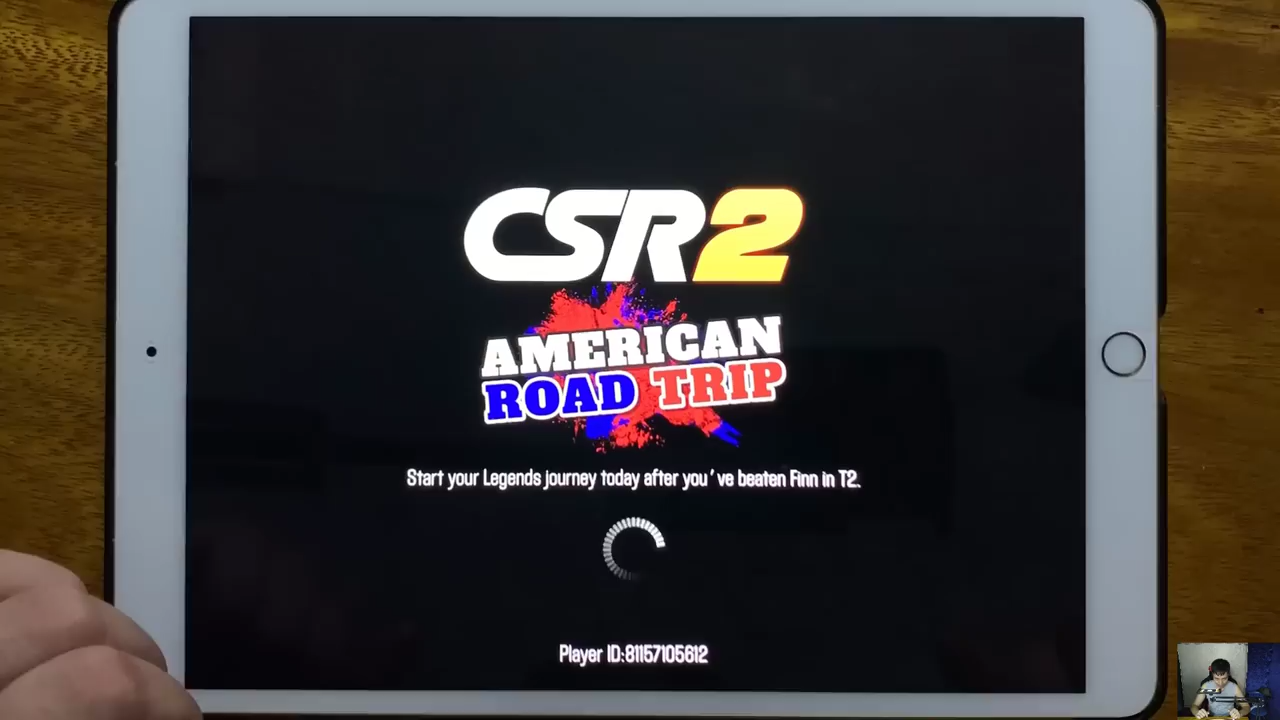 CSR2
AMERICAN
ROAD TRIP
Start your Legends journey today after you've beaten Finn in T2.
Player ID:81157105612